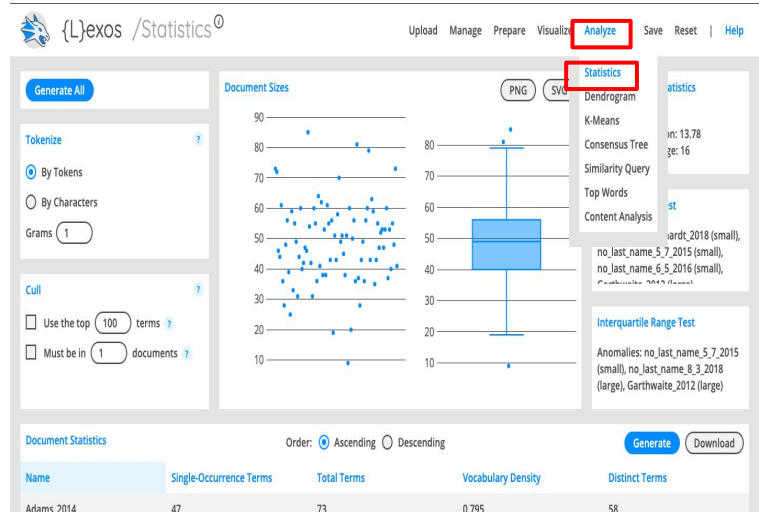 {L}exos /Statistics i
Upload Manage Prepare Visualize Analyze Save Reset | Help
Statistics
Dendrogram
K-Means
Consensus Tree
Similarity Query
Top Words
Content Analysis
Generate All
Tokenize ?
By Tokens
By Characters
Grams 1
Cull ?
Use the top 100 terms ?
Must be in 1 documents ?
Document Sizes
PNG SVG
90
80
70
60
50
40
30
20
10
80
70
60
50
40
30
20
10
atistics
on: 13.78
ge: 16
st
ardt_2018 (small),
no_last_name_5_7_2015 (small),
no_last_name_6_5_2016 (small),
Garthwaite_2012 (large)
Interquartile Range Test
Anomalies: no_last_name_5_7_2015
(small), no_last_name_8_3_2018
(large), Garthwaite_2012 (large)
Document Statistics
Order: Ascending Descending
Generate Download
Name Single-Occurrence Terms Total Terms Vocabulary Density Distinct Terms
Adams_2014 47 73 0.795 58